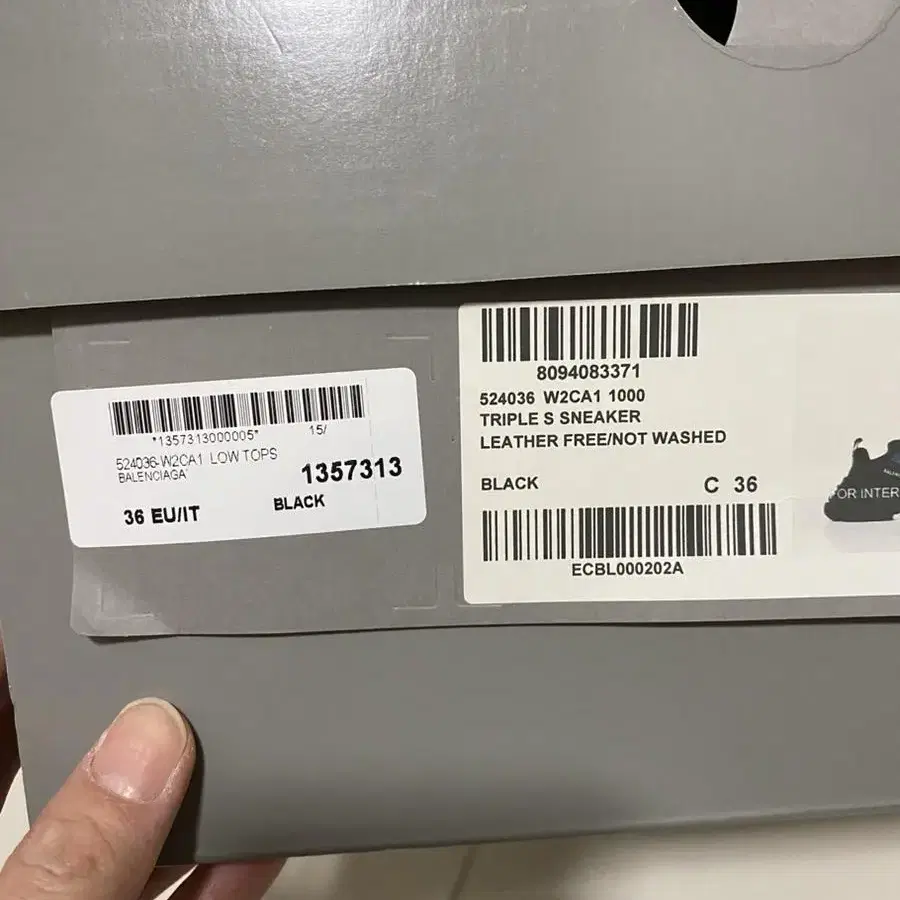 *1357313000005* 15/
524036-W2CA1 LOW TOPS
BALENCIAGA
1357313
36 EU/IT BLACK
8094083371
524036 W2CA1 1000
TRIPLE S SNEAKER
LEATHER FREE/NOT WASHED
BLACK C 36
ECBL000202A
FOR INTER